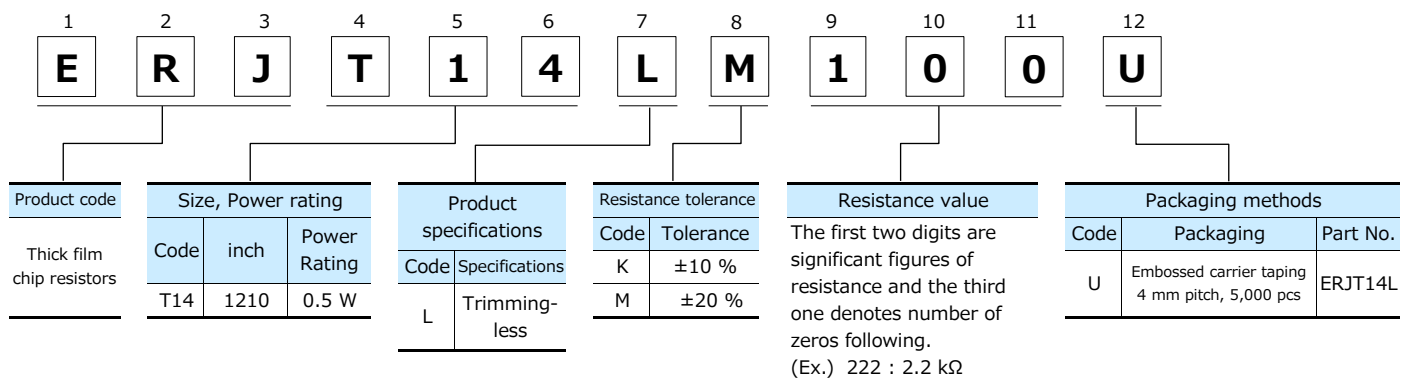 1 2 3 4 5 6 7 8 9 10 11 12
E R J T 1 4 L M 1 0 0 U
Product code
Thick film
chip resistors
Size, Power rating
Code inch Power Rating
T14 1210 0.5 W
Product
specifications
Code Specifications
L Trimming-
less
Resistance tolerance
Code Tolerance
K ±10 %
M ±20 %
Resistance value
The first two digits are
significant figures of
resistance and the third
one denotes number of
zeros following.
(Ex.) 222 : 2.2 kΩ
Packaging methods
Code Packaging Part No.
U Embossed carrier taping
4 mm pitch, 5,000 pcs
ERJT14L